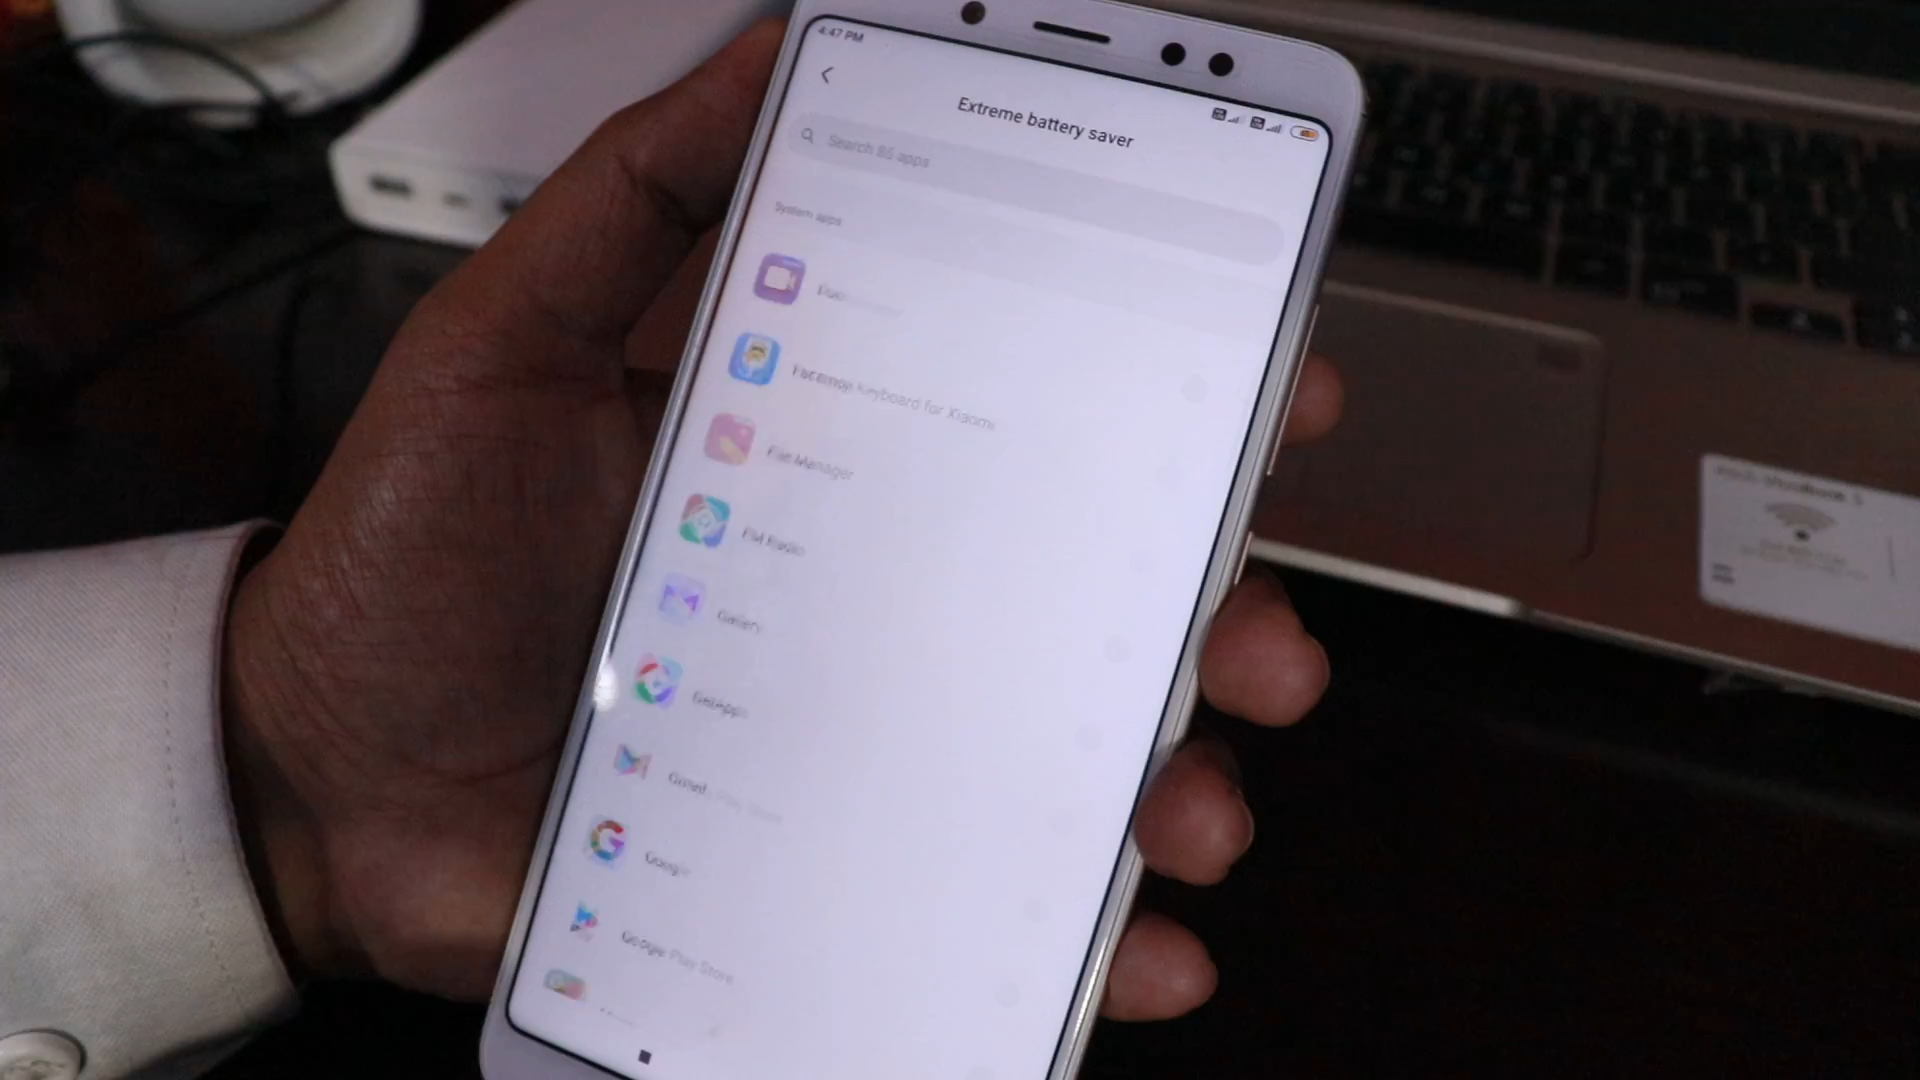 4:47 PM
Extreme battery saver
Search 85 apps
System apps
Facemoji Keyboard for Xiaomi
File Manager
FM Radio
Gallery
GetApps
Gmail
Google
Google Play Store